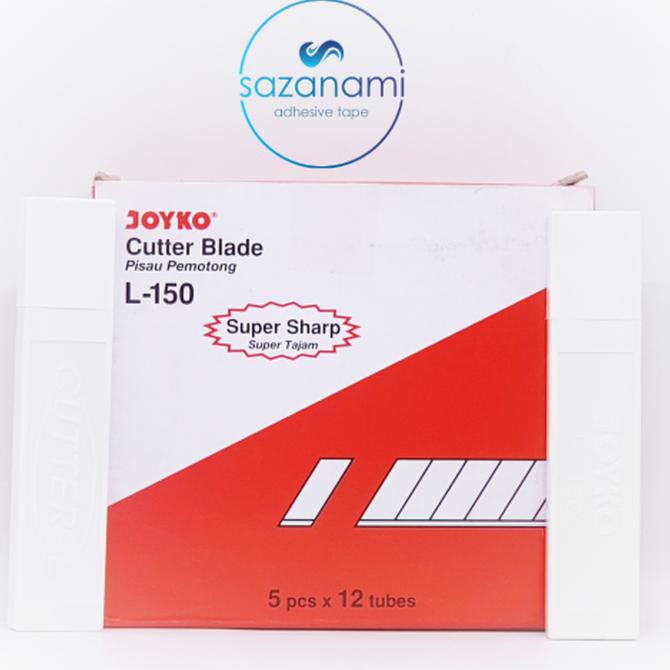 sazanami
adhesive tape
JOYKO®
Cutter Blade
Pisau Pemotong
L-150
Super Sharp
Super Tajam
5 pcs x 12 tubes
CUTTER
JOYKO